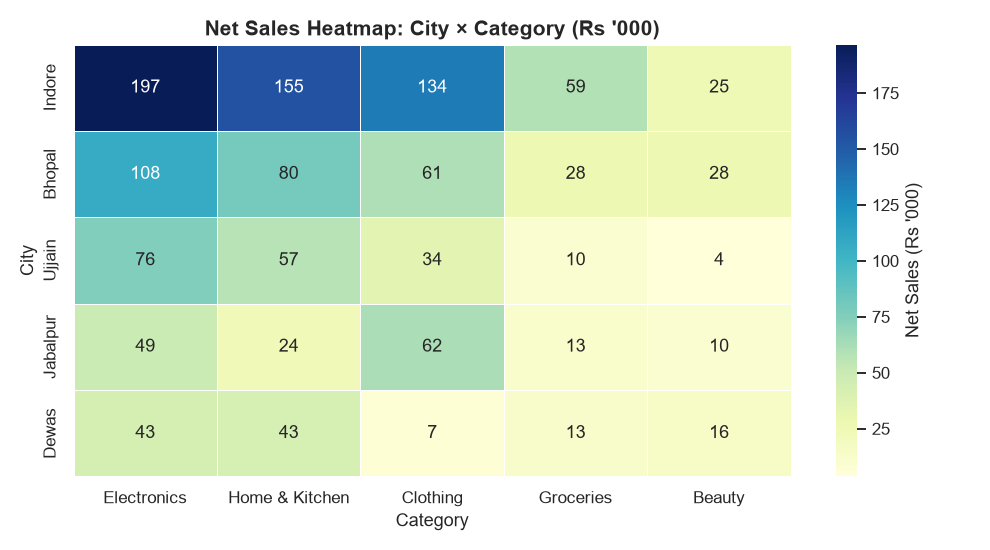 Net Sales Heatmap: City × Category (Rs '000)
City
Indore 197 155 134 59 25
Bhopal 108 80 61 28 28
Ujjain 76 57 34 10 4
Jabalpur 49 24 62 13 10
Dewas 43 43 7 13 16
Electronics Home & Kitchen Clothing Groceries Beauty
Category
175
150
125
100
75
50
25
Net Sales (Rs '000)